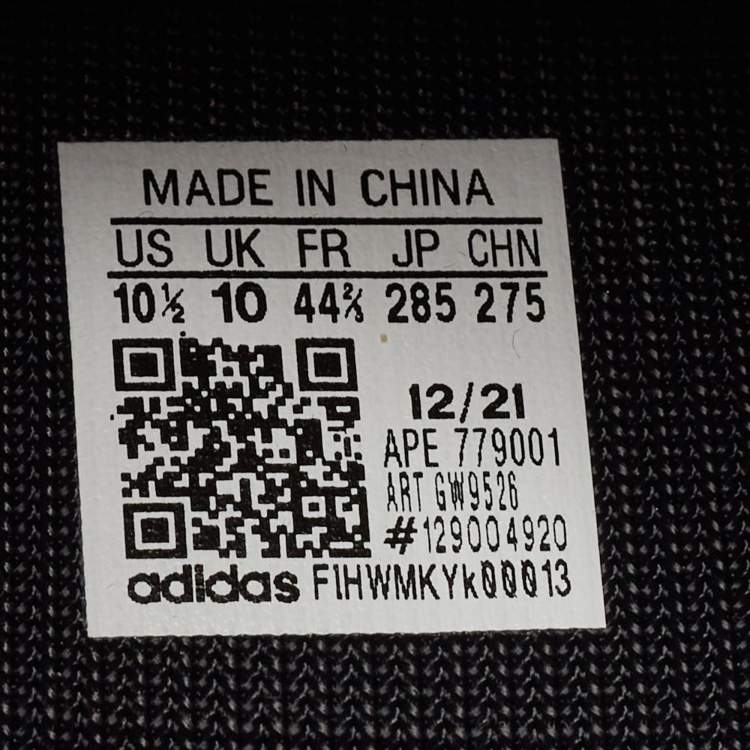 MADE IN CHINA
US UK FR JP CHN
10½ 10 44⅔ 285 275
12/21
APE 779001
ART GW9526
#129004920
adidas F1HWMKYk00013